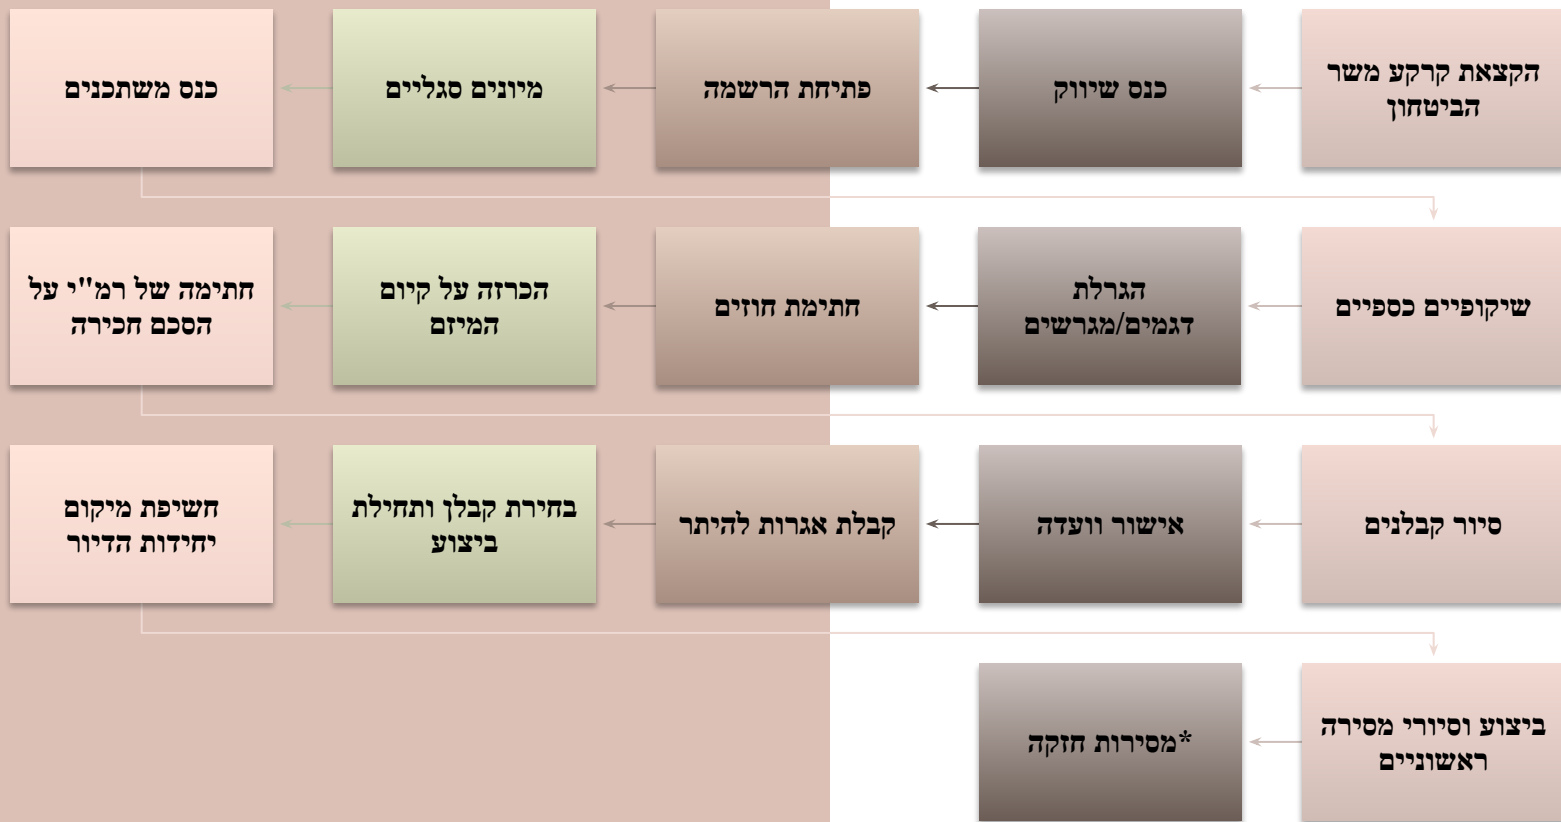 הקצאת קרקע משר
הביטחון
כנס שיווק
פתיחת הרשמה
מיונים סגליים
כנס משתכנים
שיקופיים כספיים
הגרלת
דגמים/מגרשים
חתימת חוזים
הכרזה על קיום
המיזם
חתימה של רמ"י על
הסכם חכירה
סיור קבלנים
אישור וועדה
קבלת אגרות להיתר
בחירת קבלן ותחילת
ביצוע
חשיפת מיקום
יחידות הדיור
ביצוע וסיורי מסירה
ראשוניים
*מסירות חזקה